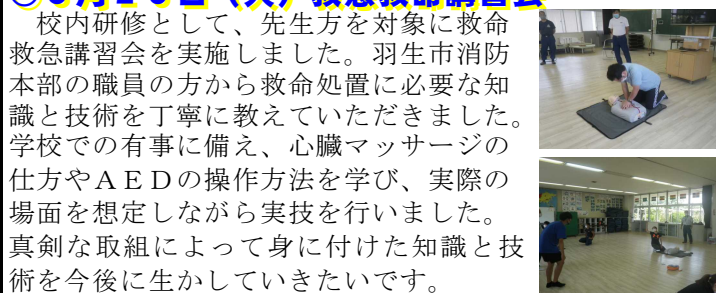 校内研修として、先生方を対象に救命
救急講習会を実施しました。羽生市消防
本部の職員の方から救命処置に必要な知
識と技術を丁寧に教えていただきました。
学校での有事に備え、心臓マッサージの
仕方やAEDの操作方法を学び、実際の
場面を想定しながら実技を行いました。
真剣な取組によって身に付けた知識と技
術を今後に生かしていきたいです。